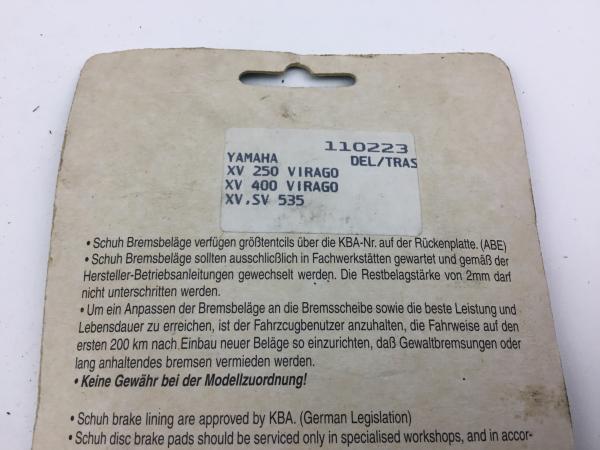 110223
YAMAHA DEL/TRAS
XV 250 VIRAGO
XV 400 VIRAGO
XV.SV 535
• Schuh Bremsbeläge verfügen größtentcils über die KBA-Nr. auf der Rückenplatte. (ABE)
• Schuh Bremsbeläge sollten ausschließlich in Fachwerkstätten gewartet und gemäß der
Hersteller-Betriebsanleitungen gewechselt werden. Die Restbelagstärke von 2mm darf
nicht unterschritten werden.
• Um ein Anpassen der Bremsbeläge an die Bremsscheibe sowie die beste Leistung und
Lebensdauer zu erreichen, ist der Fahrzcugbenutzer anzuhalten, die Fahrweise auf den
ersten 200 km nach Einbau neuer Beläge so einzurichten, daß Gewaltbremsungen oder
lang anhaltendes bremsen vermieden werden.
• Keine Gewähr bei der Modellzuordnung!
• Schuh brake lining are approved by KBA. (German Legislation)
• Schuh disc brake pads should be serviced only in specialised workshops, and in accor-